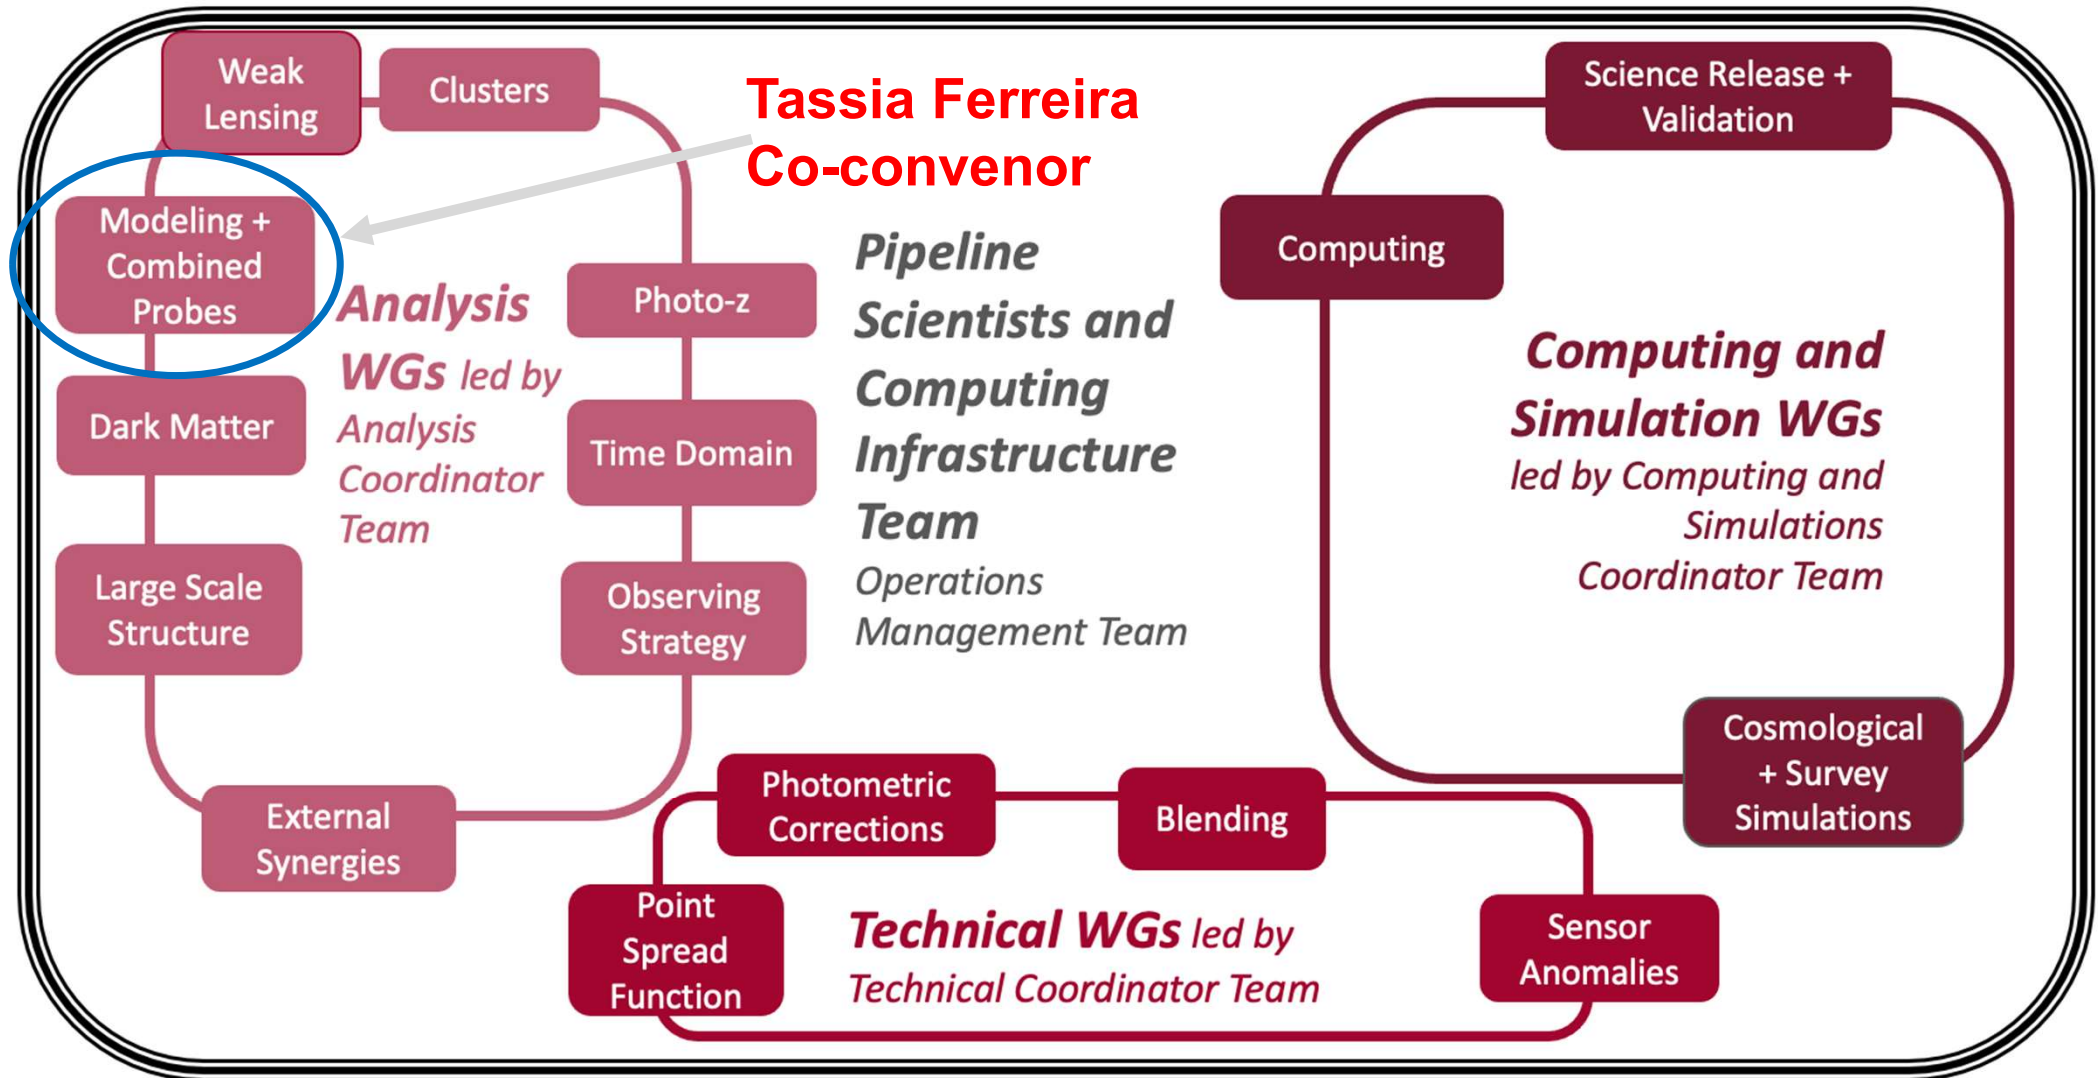 Weak
Lensing
Clusters
Tassia Ferreira
Co-convenor
Modeling +
Combined
Probes
Dark Matter
Large Scale
Structure
External
Synergies
Analysis
WGs led by
Analysis
Coordinator
Team
Photo-z
Time Domain
Observing
Strategy
Pipeline
Scientists and
Computing
Infrastructure
Team
Operations
Management Team
Science Release +
Validation
Computing
Computing and
Simulation WGs
led by Computing and
Simulations
Coordinator Team
Cosmological
+ Survey
Simulations
Photometric
Corrections
Blending
Point
Spread
Function
Technical WGs led by
Technical Coordinator Team
Sensor
Anomalies